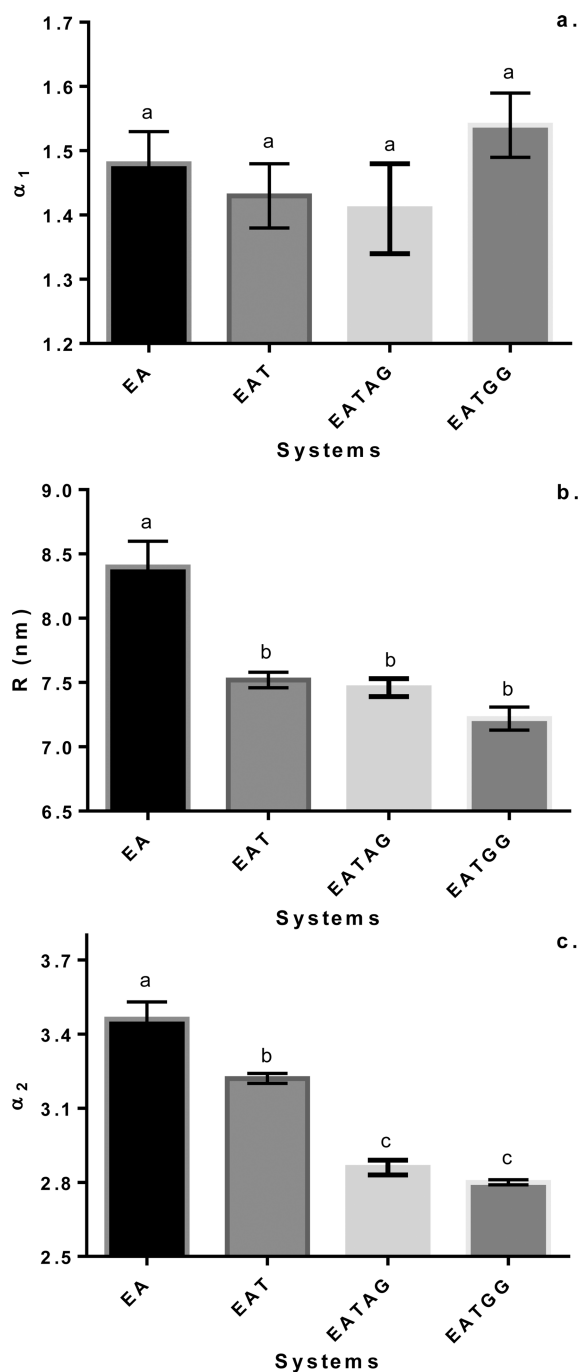 a.
1.7
1.6
1.5
1.4
1.3
1.2
α1
a
a
a
a
EA
EAT
EATAG
EATGG
Systems
b.
9.0
8.5
8.0
7.5
7.0
6.5
R (nm)
a
b
b
b
EA
EAT
EATAG
EATGG
Systems
c.
3.7
3.4
3.1
2.8
2.5
α2
a
b
c
c
EA
EAT
EATAG
EATGG
Systems